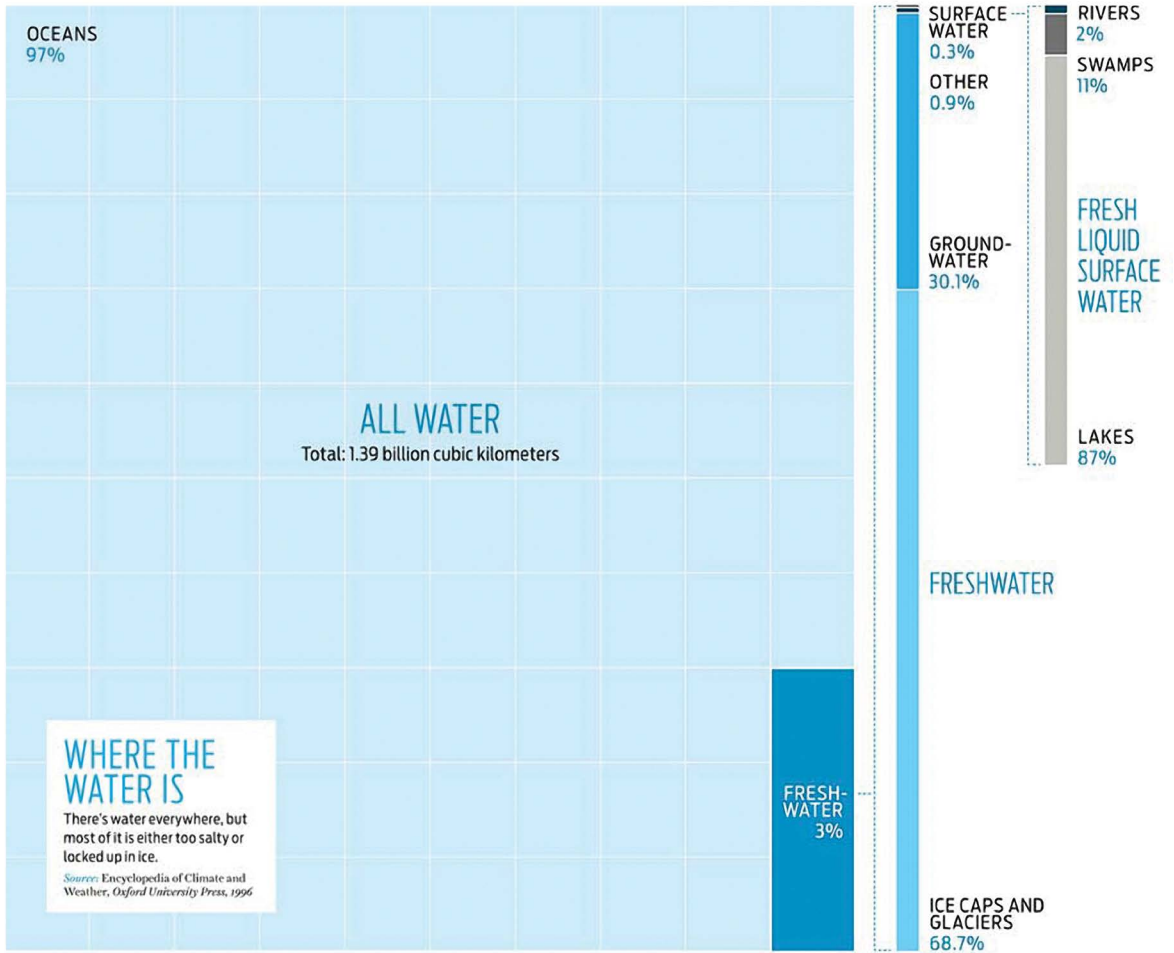 OCEANS
97%
ALL WATER
Total: 1.39 billion cubic kilometers
WHERE THE
WATER IS
There's water everywhere, but
most of it is either too salty or
locked up in ice.
Source: Encyclopedia of Climate and
Weather, Oxford University Press, 1996
FRESH-
WATER
3%
SURFACE
WATER
0.3%
OTHER
0.9%
GROUND-
WATER
30.1%
FRESHWATER
ICE CAPS AND
GLACIERS
68.7%
RIVERS
2%
SWAMPS
11%
FRESH
LIQUID
SURFACE
WATER
LAKES
87%